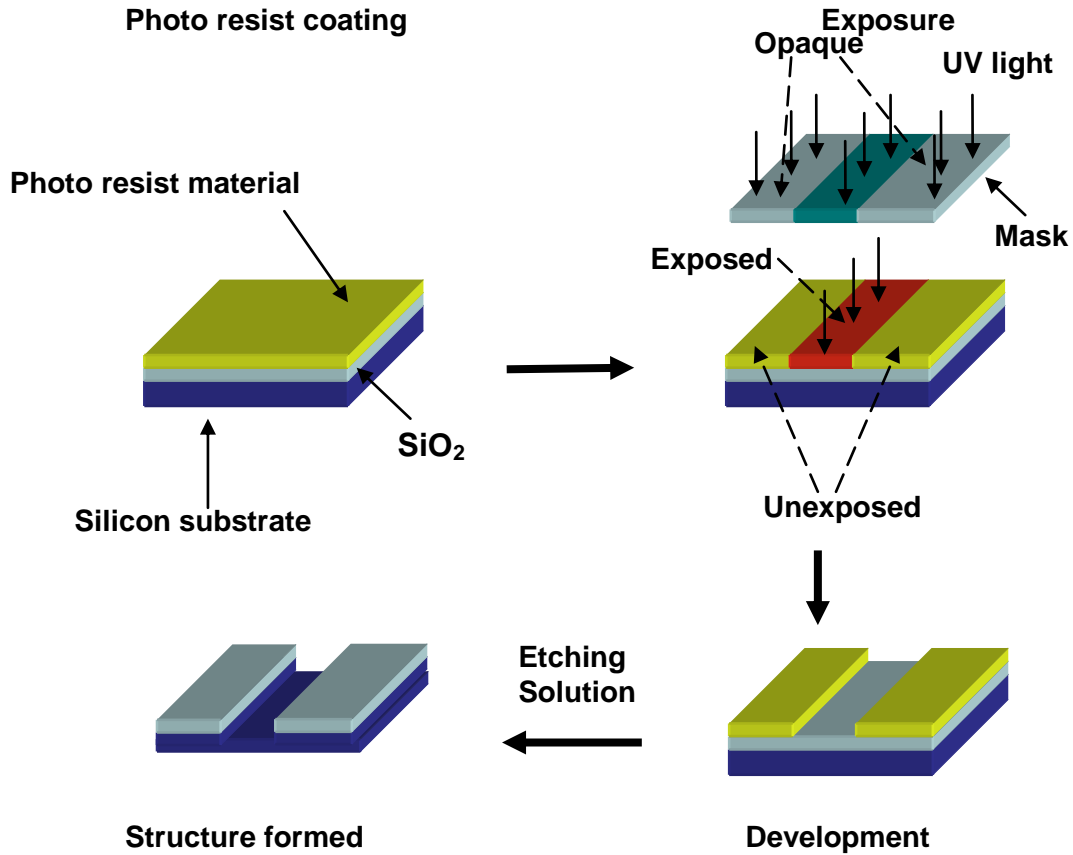 Photo resist coating
Exposure
Opaque
UV light
Photo resist material
Mask
Exposed
SiO₂
Silicon substrate
Unexposed
Etching
Solution
Structure formed
Development